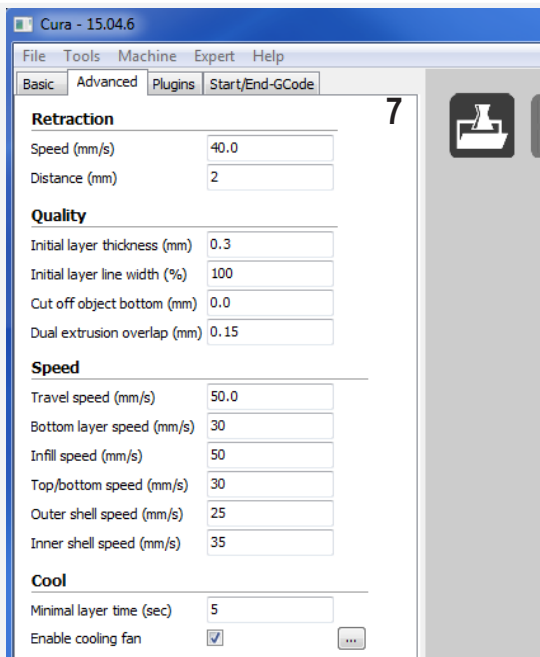 Cura - 15.04.6
File Tools Machine Expert Help
Basic Advanced Plugins Start/End-GCode
7
Retraction
Speed (mm/s) 40.0
Distance (mm) 2
Quality
Initial layer thickness (mm) 0.3
Initial layer line width (%) 100
Cut off object bottom (mm) 0.0
Dual extrusion overlap (mm) 0.15
Speed
Travel speed (mm/s) 50.0
Bottom layer speed (mm/s) 30
Infill speed (mm/s) 50
Top/bottom speed (mm/s) 30
Outer shell speed (mm/s) 25
Inner shell speed (mm/s) 35
Cool
Minimal layer time (sec) 5
Enable cooling fan ...